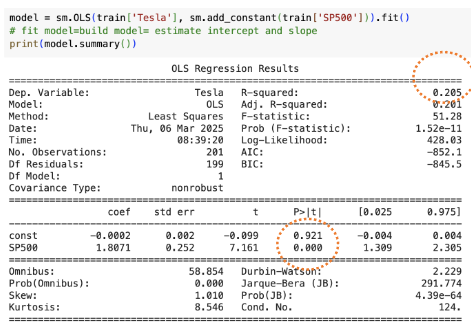 model = sm.OLS(train['Tesla'], sm.add_constant(train['SP500'])).fit()
# fit model=build model= estimate intercept and slope
print(model.summary())
OLS Regression Results
Dep. Variable: Tesla R-squared: 0.205
Model: OLS Adj. R-squared: 0.201
Method: Least Squares F-statistic: 51.28
Date: Thu, 06 Mar 2025 Prob (F-statistic): 1.52e-11
Time: 08:39:20 Log-Likelihood: 428.03
No. Observations: 201 AIC: -852.1
Df Residuals: 199 BIC: -845.5
Df Model: 1
Covariance Type: nonrobust
coef std err t P>|t| [0.025 0.975]
const -0.0002 0.002 -0.099 0.921 -0.004 0.004
SP500 1.8071 0.252 7.161 0.000 1.309 2.305
Omnibus: 58.854 Durbin-Watson: 2.229
Prob(Omnibus): 0.000 Jarque-Bera (JB): 291.774
Skew: 1.010 Prob(JB): 4.39e-64
Kurtosis: 8.546 Cond. No. 124.